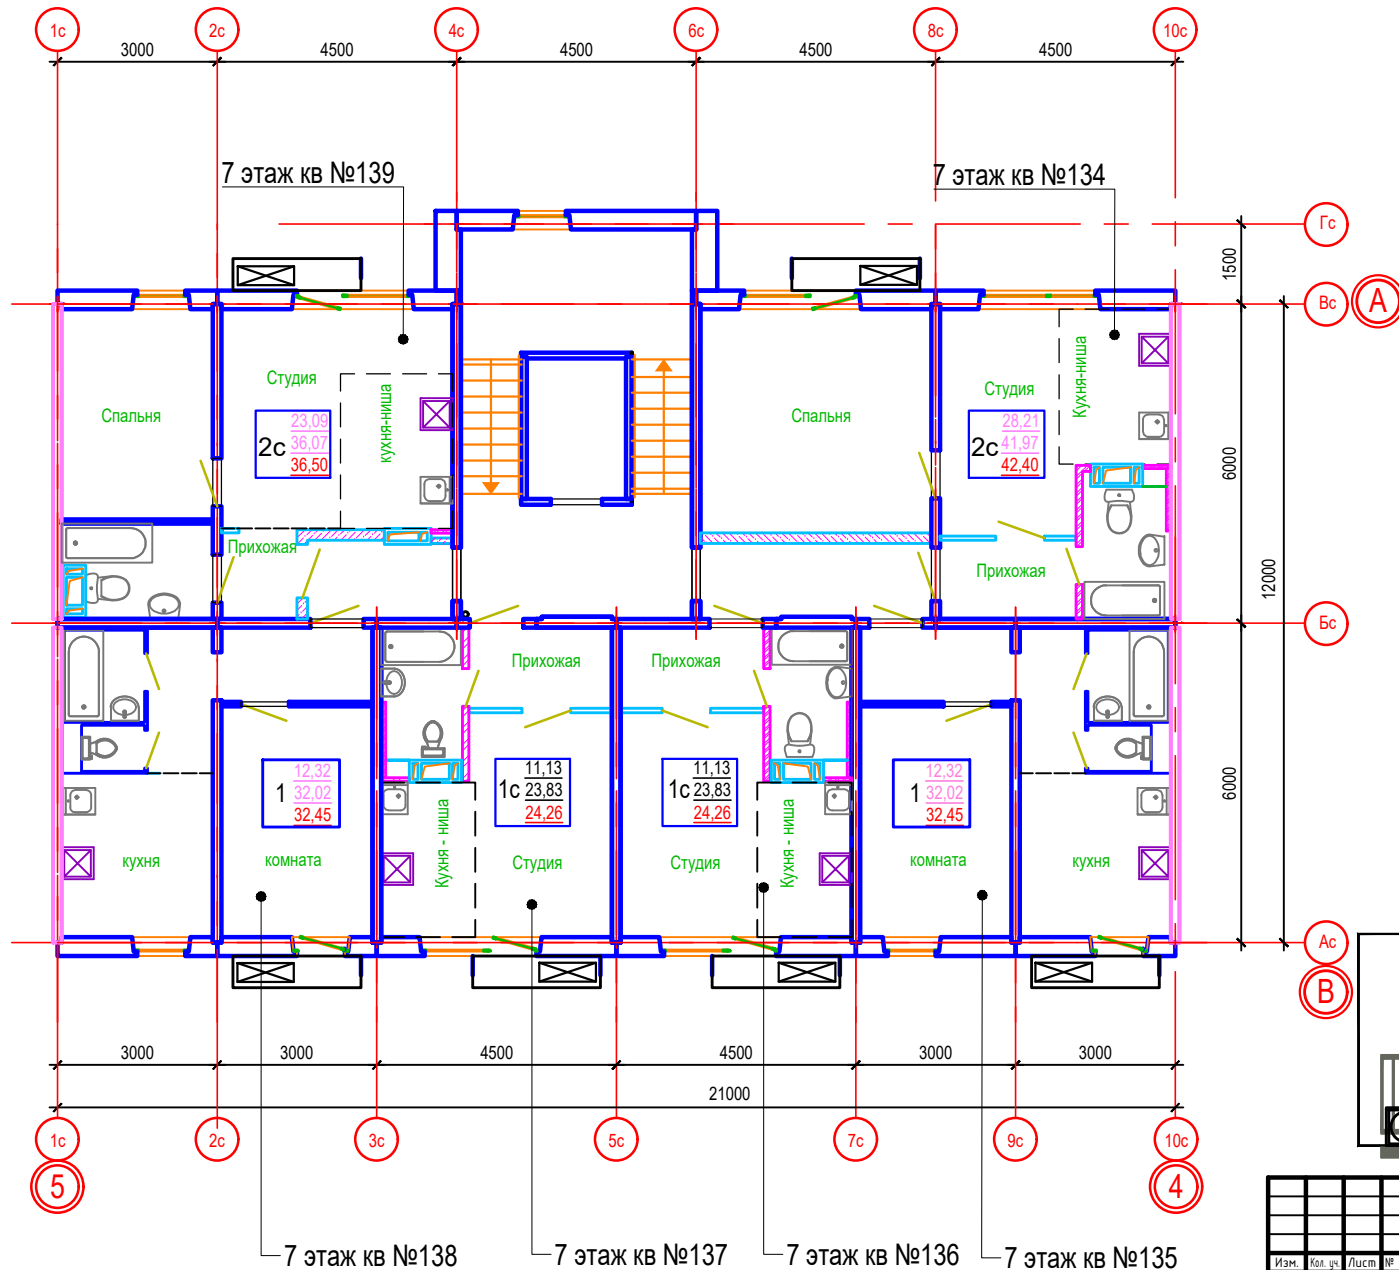 1с 2с 4с 6с 8с 10с
3000 4500 4500 4500 4500
7 этаж кв №139
7 этаж кв №134
Гс
1500
Вс
А
Студия
Спальня
23,09
2с 36,07
36,50
кухня-ниша
Прихожая
Спальня
Студия
Кухня-ниша
28,21
2с 41,97
42,40
Прихожая
6000
12000
Бс
Прихожая
Прихожая
12,32
1 32,02
32,45
11,13
1с 23,83
24,26
11,13
1с 23,83
24,26
12,32
1 32,02
32,45
6000
кухня
комната
Кухня - ниша
Студия
Студия
Кухня - ниша
комната
кухня
Ас
В
3000 3000 4500 4500 3000 3000
21000
1с 2с 3с 5с 7с 9с 10с
5
4
7 этаж кв №138
7 этаж кв №137
7 этаж кв №136
7 этаж кв №135
Изм. Кол. уч. Лист №